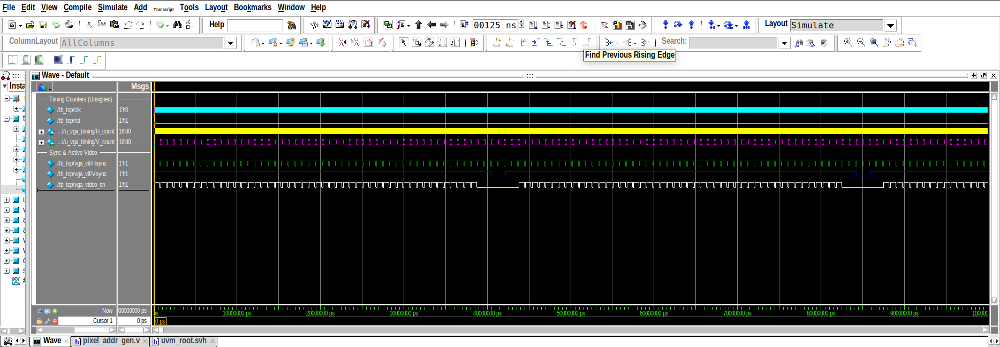 File Edit View Compile Simulate Add Transcript Tools Layout Bookmarks Window Help
Help
00125 ns
Layout Simulate
ColumnLayout AllColumns
Search:
Find Previous Rising Edge
Wave - Default
Insta
Msgs
Timing Counters (Unsigned)
/tb_top/clk 1'h0
/tb_top/rst 1'h1
...l/u_vga_timing/H_count 16'd0
...l/u_vga_timing/V_count 16'd0
Sync & Active Video
/tb_top/vga_vif/Hsync 1'h1
/tb_top/vga_vif/Vsync 1'h1
/tb_top/vga_video_on 1'h1
Now 00000000 ps
ps 10000000 ps 20000000 ps 30000000 ps 40000000 ps 50000000 ps 60000000 ps 70000000 ps 80000000 ps 90000000 ps 100000
Cursor 1 0 ps
0 ps
Wave pixel_addr_gen.v uvm_root.svh